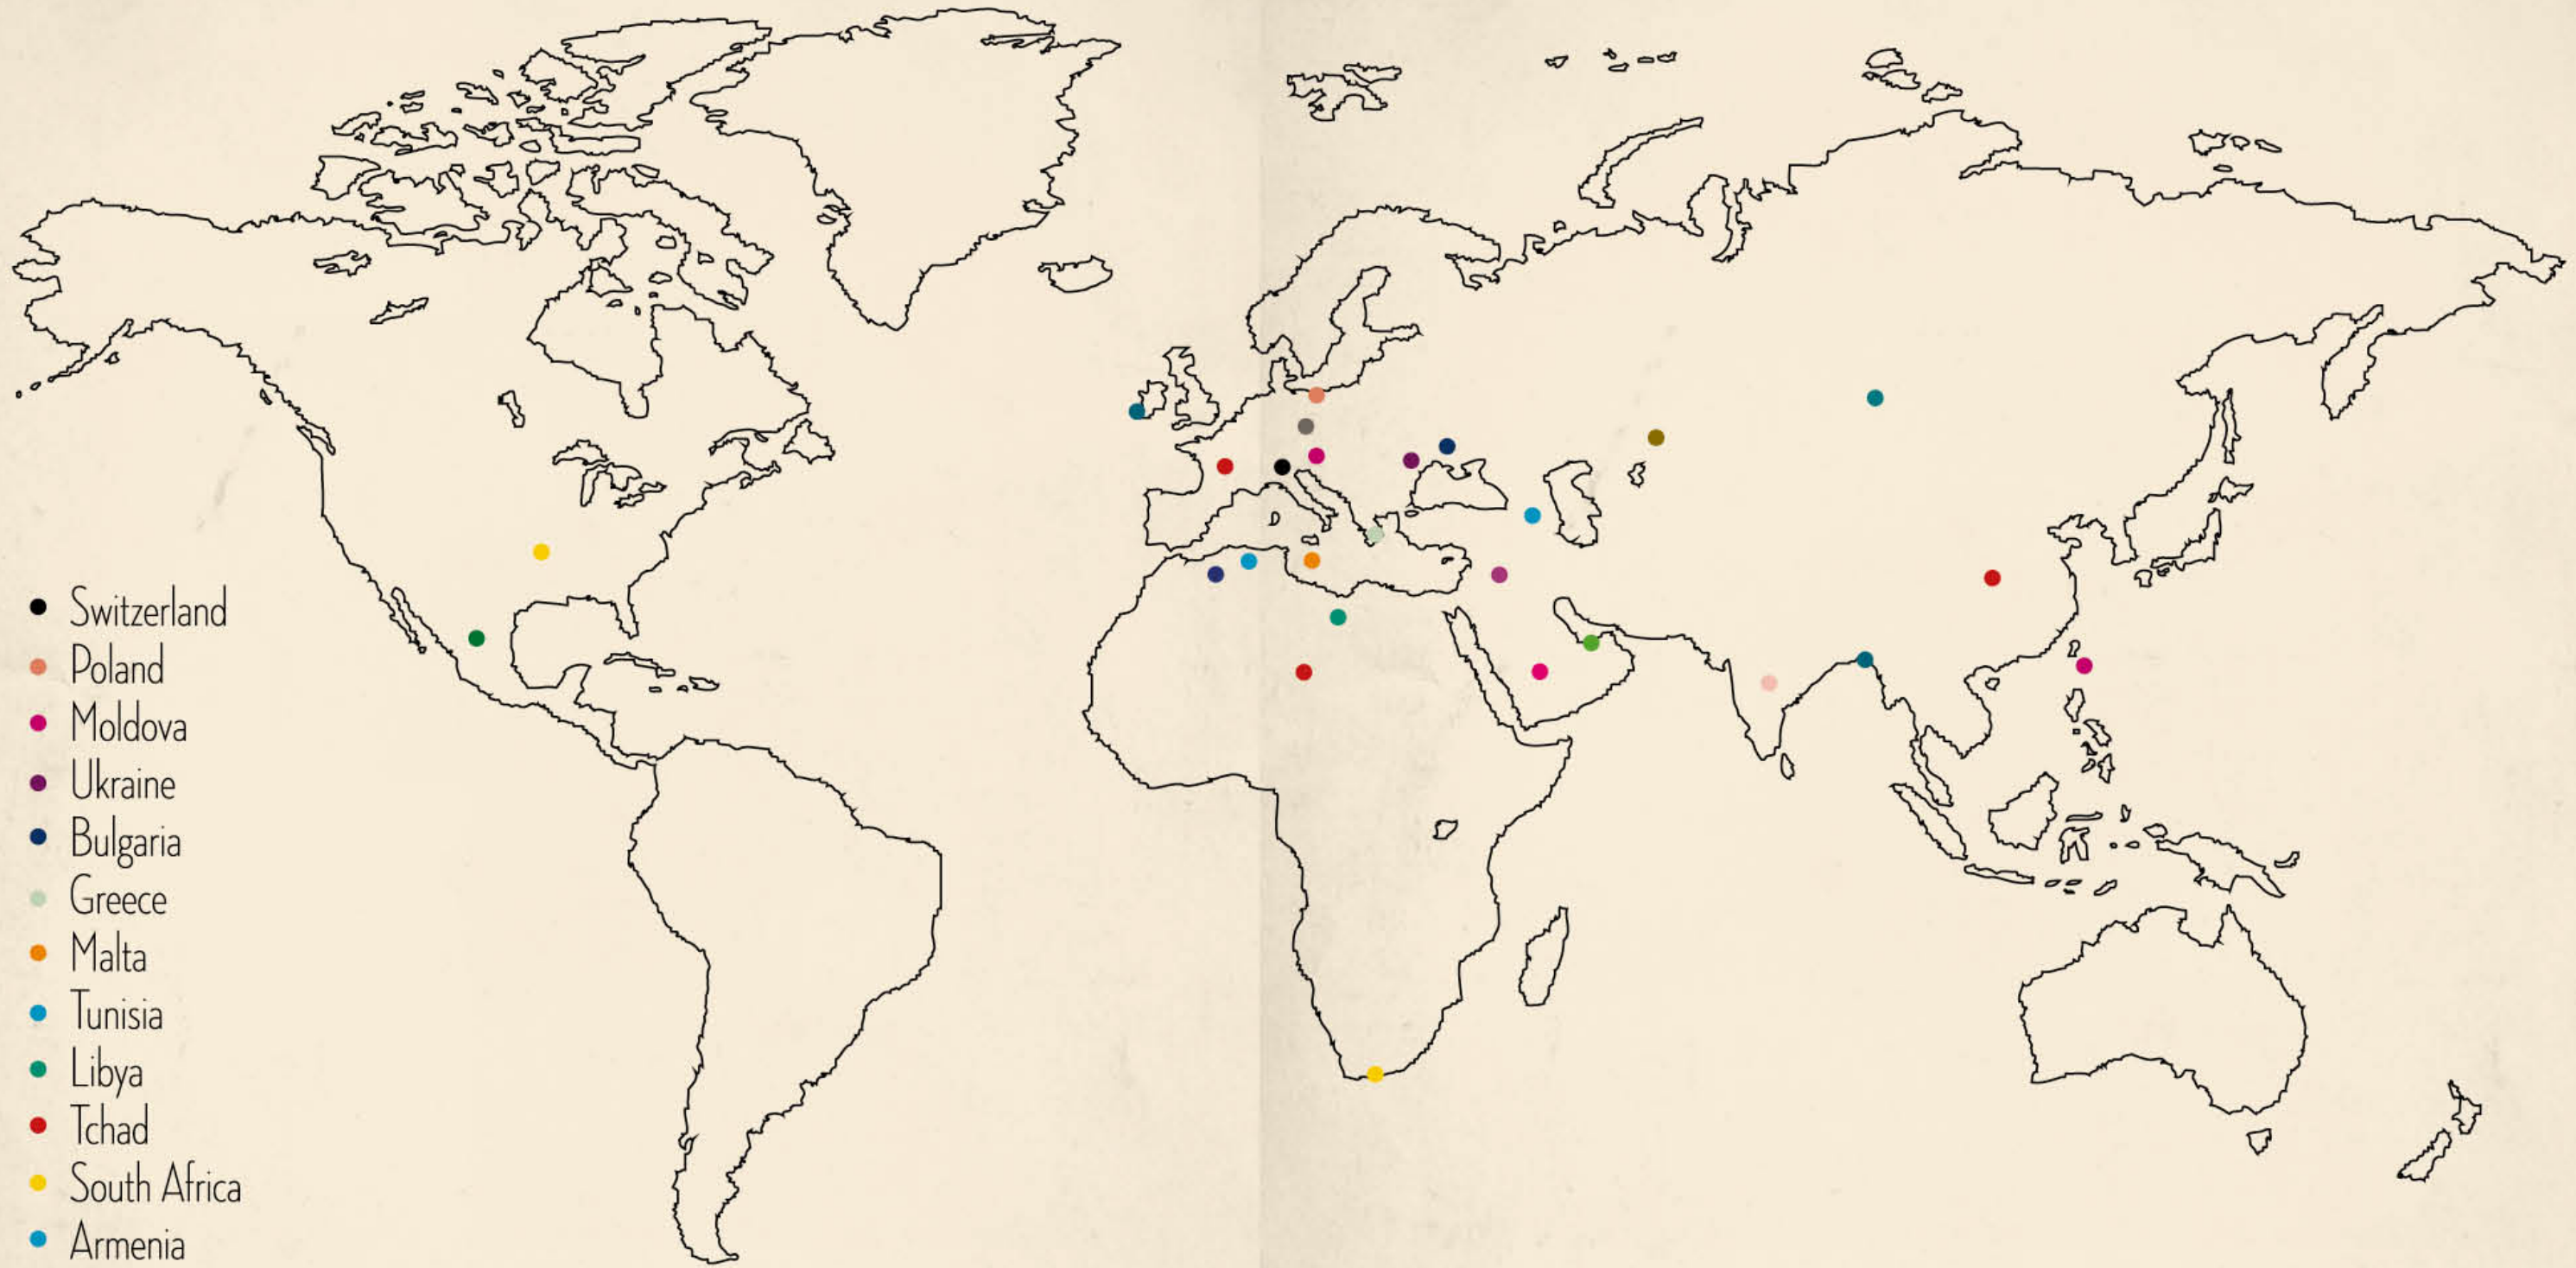 Switzerland
Poland
Moldova
Ukraine
Bulgaria
Greece
Malta
Tunisia
Libya
Tchad
South Africa
Armenia